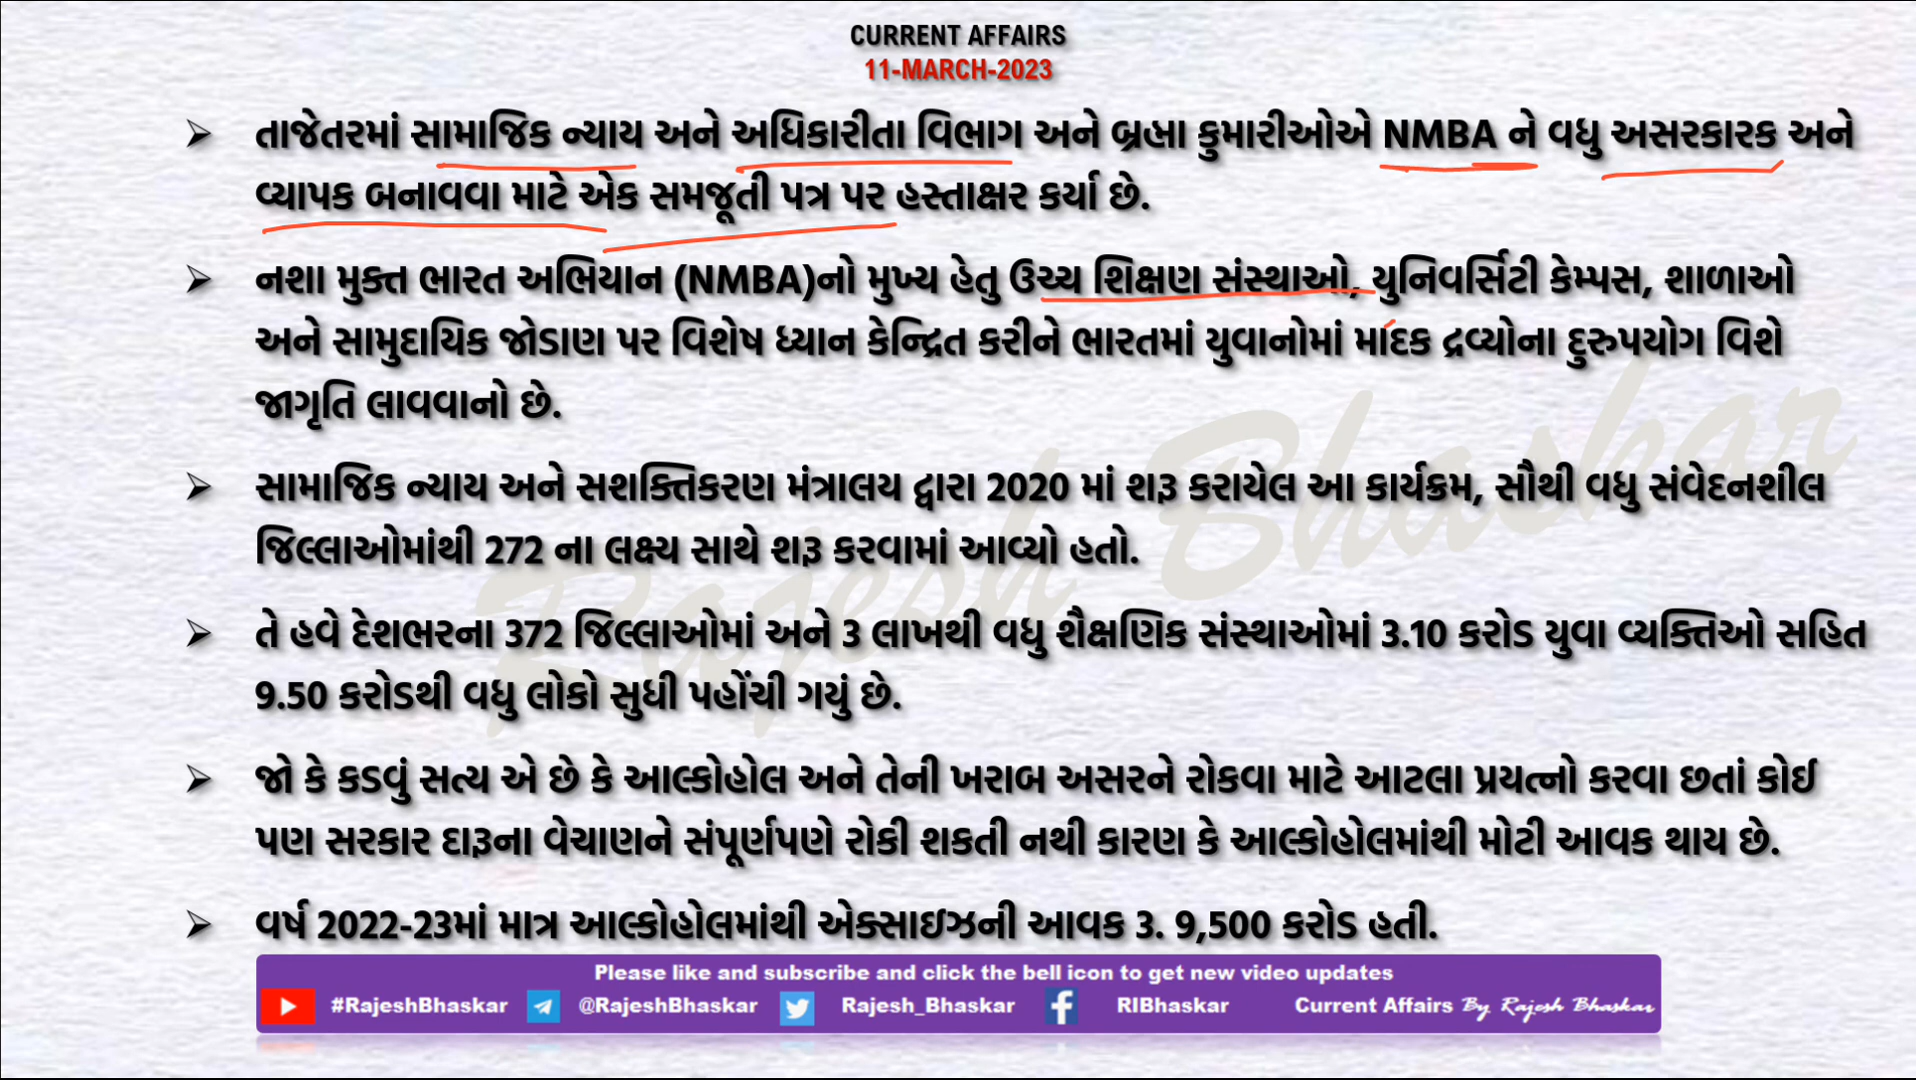 CURRENT AFFAIRS
11-MARCH-2023
➢ તાજેતરમાં સામાજિક ન્યાય અને અધિકારીતા વિભાગ અને બ્રહ્મા કુમારીઓએ NMBA ને વધુ અસરકારક અને
વ્યાપક બનાવવા માટે એક સમજૂતી પત્ર પર હસ્તાક્ષર કર્યા છે.
➢ નશા મુક્ત ભારત અભિયાન (NMBA)નો મુખ્ય હેતુ ઉચ્ચ શિક્ષણ સંસ્થાઓ, યુનિવર્સિટી કેમ્પસ, શાળાઓ
અને સામુદાયિક જોડાણ પર વિશેષ ધ્યાન કેન્દ્રિત કરીને ભારતમાં યુવાનોમાં માદક દ્રવ્યોના દુરુપયોગ વિશે
જાગૃતિ લાવવાનો છે.
➢ સામાજિક ન્યાય અને સશક્તિકરણ મંત્રાલય દ્વારા 2020 માં શરૂ કરાયેલ આ કાર્યક્રમ, સૌથી વધુ સંવેદનશીલ
જિલ્લાઓમાંથી 272 ના લક્ષ્ય સાથે શરૂ કરવામાં આવ્યો હતો.
➢ તે હવે દેશભરના 372 જિલ્લાઓમાં અને 3 લાખથી વધુ શૈક્ષણિક સંસ્થાઓમાં 3.10 કરોડ યુવા વ્યક્તિઓ સહિત
9.50 કરોડથી વધુ લોકો સુધી પહોંચી ગયું છે.
➢ જો કે કડવું સત્ય એ છે કે આલ્કોહોલ અને તેની ખરાબ અસરને રોકવા માટે આટલા પ્રયત્નો કરવા છતાં કોઈ
પણ સરકાર દારૂના વેચાણને સંપૂર્ણપણે રોકી શકતી નથી કારણ કે આલ્કોહોલમાંથી મોટી આવક થાય છે.
➢ વર્ષ 2022-23માં માત્ર આલ્કોહોલમાંથી એક્સાઇઝની આવક 3. 9,500 કરોડ હતી.
Rajesh Bhaskar
Please like and subscribe and click the bell icon to get new video updates
#RajeshBhaskar @RajeshBhaskar Rajesh_Bhaskar RIBhaskar Current Affairs By Rajesh Bhaskar